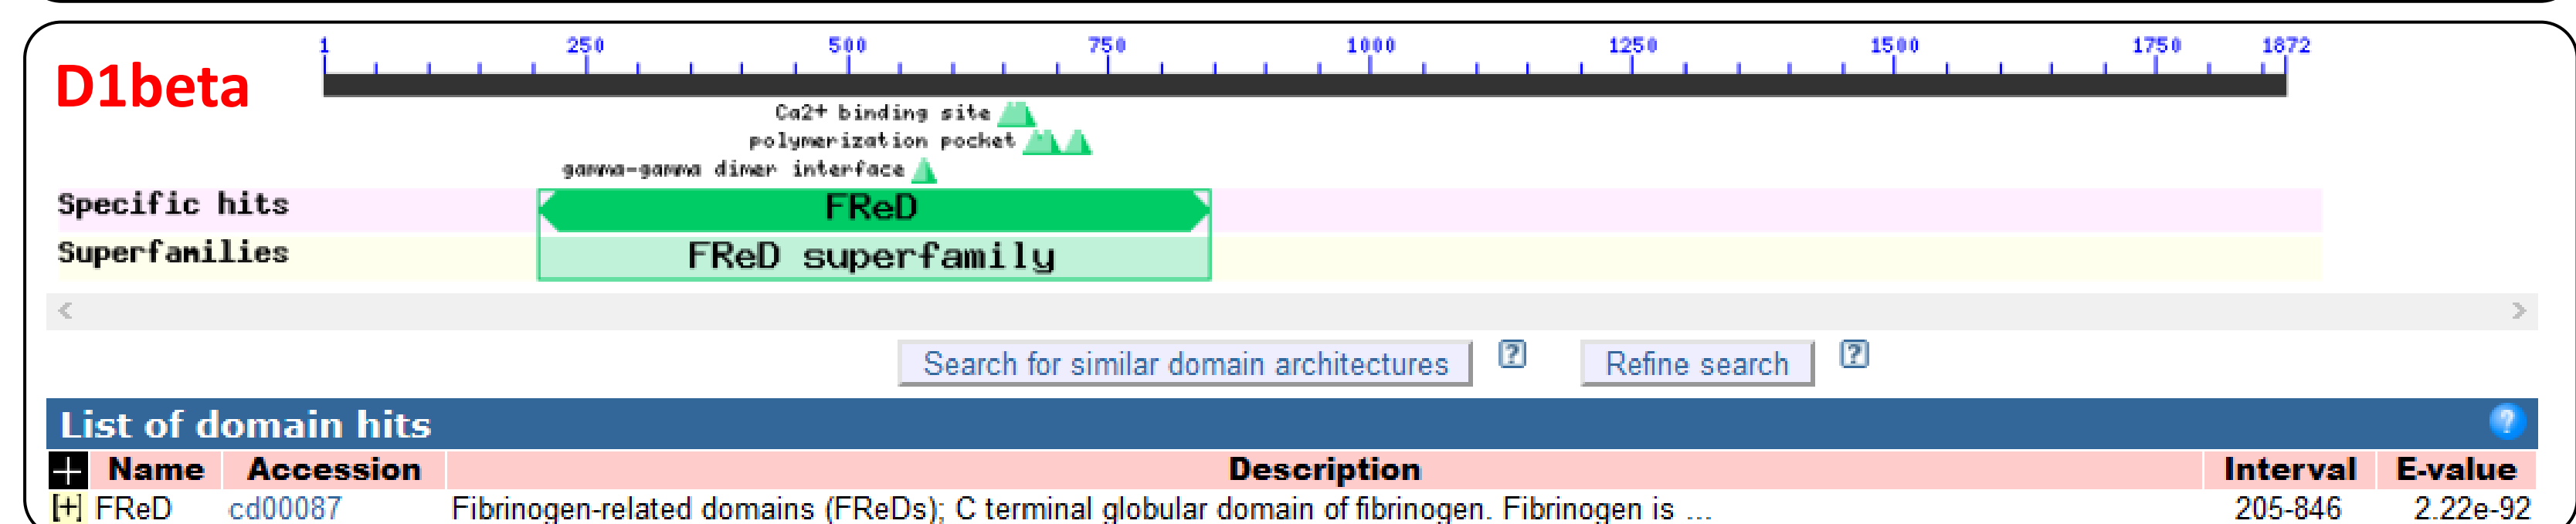 D1beta
1 250 500 750 1000 1250 1500 1750 1872
Ca2+ binding site
polymerization pocket
gamma-gamma dimer interface
Specific hits FReD
Superfamilies FReD superfamily
< >
Search for similar domain architectures ? Refine search ?
List of domain hits ?
+ Name Accession Description Interval E-value
[+] FReD cd00087 Fibrinogen-related domains (FReDs); C terminal globular domain of fibrinogen. Fibrinogen is ... 205-846 2.22e-92